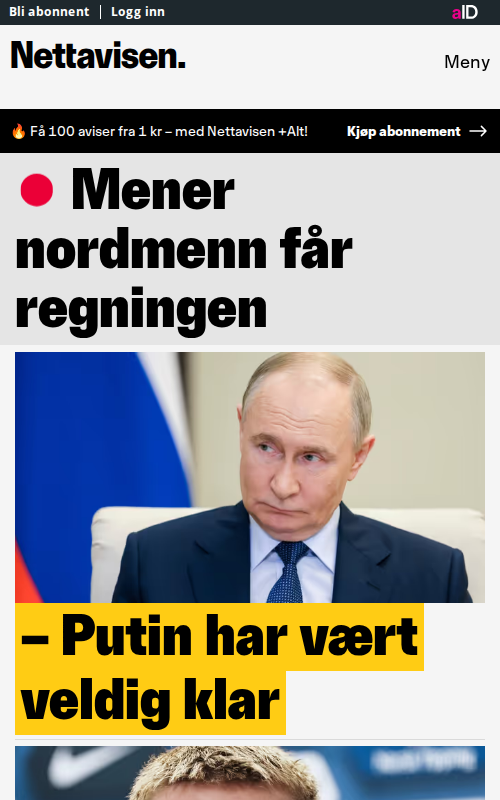 Bli abonnent | Logg inn
aID
Nettavisen.
Meny
🔥 Få 100 aviser fra 1 kr – med Nettavisen +Alt!
Kjøp abonnement →
Mener
nordmenn får
regningen
– Putin har vært
veldig klar